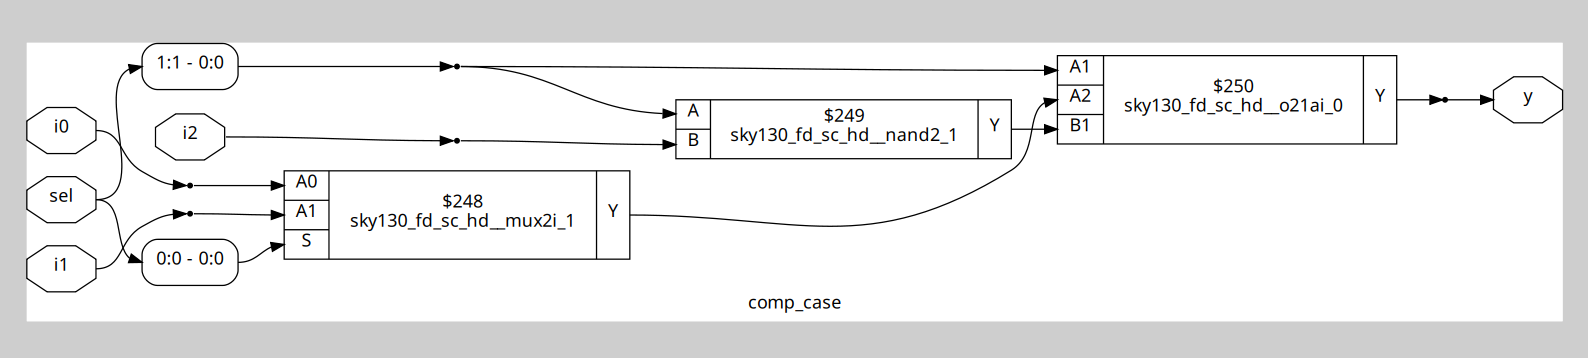 1:1 - 0:0
i0
i2
sel
i1
0:0 - 0:0
A0
A1
S
$248
sky130_fd_sc_hd__mux2i_1
Y
A
B
$249
sky130_fd_sc_hd__nand2_1
Y
A1
A2
B1
$250
sky130_fd_sc_hd__o21ai_0
Y
y
comp_case